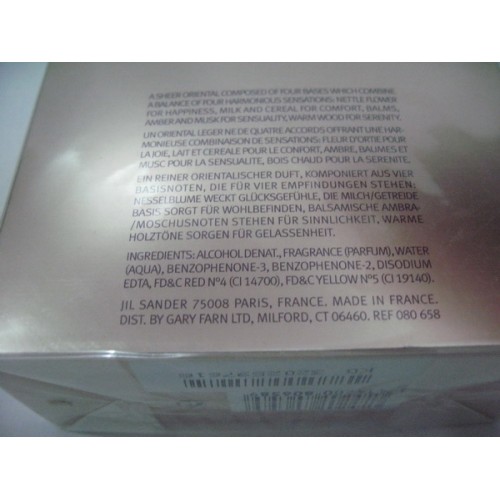 A SHEER ORIENTAL COMPOSED OF FOUR BASES WHICH COMBINE
A BALANCE OF FOUR HARMONIOUS SENSATIONS: NETTLE FLOWER
FOR HAPPINESS, MILK AND CEREAL FOR COMFORT, BALMS,
AMBER AND MUSK FOR SENSUALITY, WARM WOOD FOR SERENITY.
UN ORIENTAL LEGER NE DE QUATRE ACCORDS OFFRANT UNE HAR-
MONIEUSE COMBINAISON DE SENSATIONS: FLEUR D'ORTIE POUR
LA JOIE, LAIT ET CEREALE POUR LE CONFORT, AMBRE, BAUMES ET
MUSC POUR LA SENSUALITE, BOIS CHAUD POUR LA SERENITE.
EIN REINER ORIENTALISCHER DUFT, KOMPONIERT AUS VIER
BASISNOTEN, DIE FÜR VIER EMPFINDUNGEN STEHEN:
NESSELBLUME WECKT GLÜCKSGEFÜHLE, DIE MILCH/GETREIDE
BASIS SORGT FÜR WOHLBEFINDEN, BALSAMISCHE AMBRA-
/MOSCHUSNOTEN STEHEN FÜR SINNLICHKEIT, WARME
HOLZTÖNE SORGEN FÜR GELASSENHEIT.
INGREDIENTS: ALCOHOL DENAT., FRAGRANCE (PARFUM), WATER
(AQUA), BENZOPHENONE-3, BENZOPHENONE-2, DISODIUM
EDTA, FD&C RED N°4 (CI 14700), FD&C YELLOW N°5 (CI 19140).
JIL SANDER 75008 PARIS, FRANCE. MADE IN FRANCE.
DIST. BY GARY FARN LTD, MILFORD, CT 06460. REF 080 658